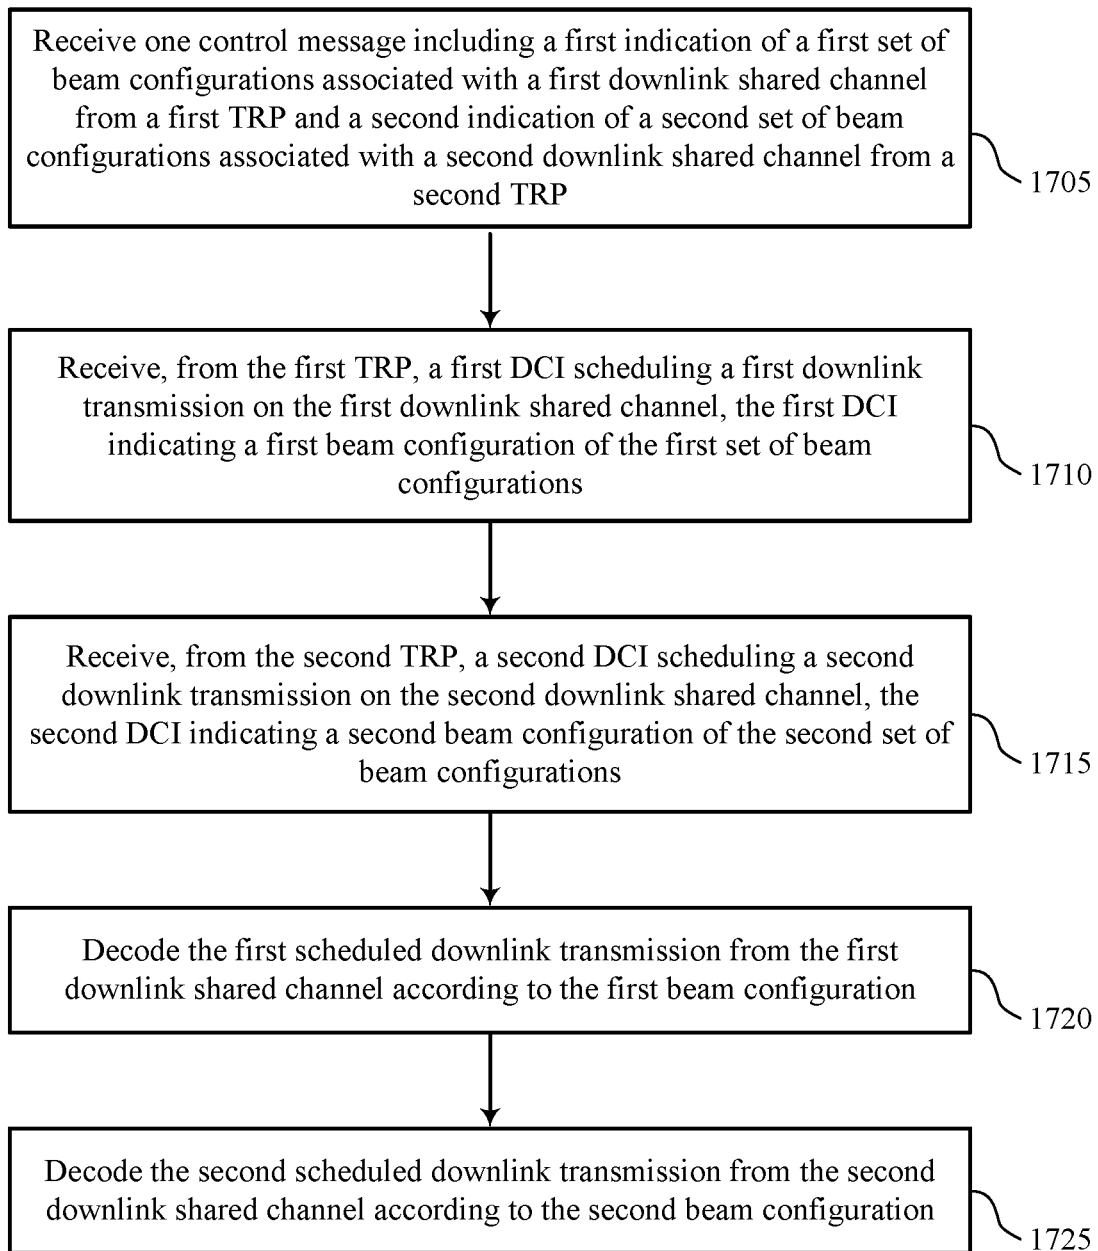 Receive one control message including a first indication of a first set of
beam configurations associated with a first downlink shared channel
from a first TRP and a second indication of a second set of beam
configurations associated with a second downlink shared channel from a
second TRP
1705
Receive, from the first TRP, a first DCI scheduling a first downlink
transmission on the first downlink shared channel, the first DCI
indicating a first beam configuration of the first set of beam
configurations
1710
Receive, from the second TRP, a second DCI scheduling a second
downlink transmission on the second downlink shared channel, the
second DCI indicating a second beam configuration of the second set of
beam configurations
1715
Decode the first scheduled downlink transmission from the first
downlink shared channel according to the first beam configuration
1720
Decode the second scheduled downlink transmission from the second
downlink shared channel according to the second beam configuration
1725